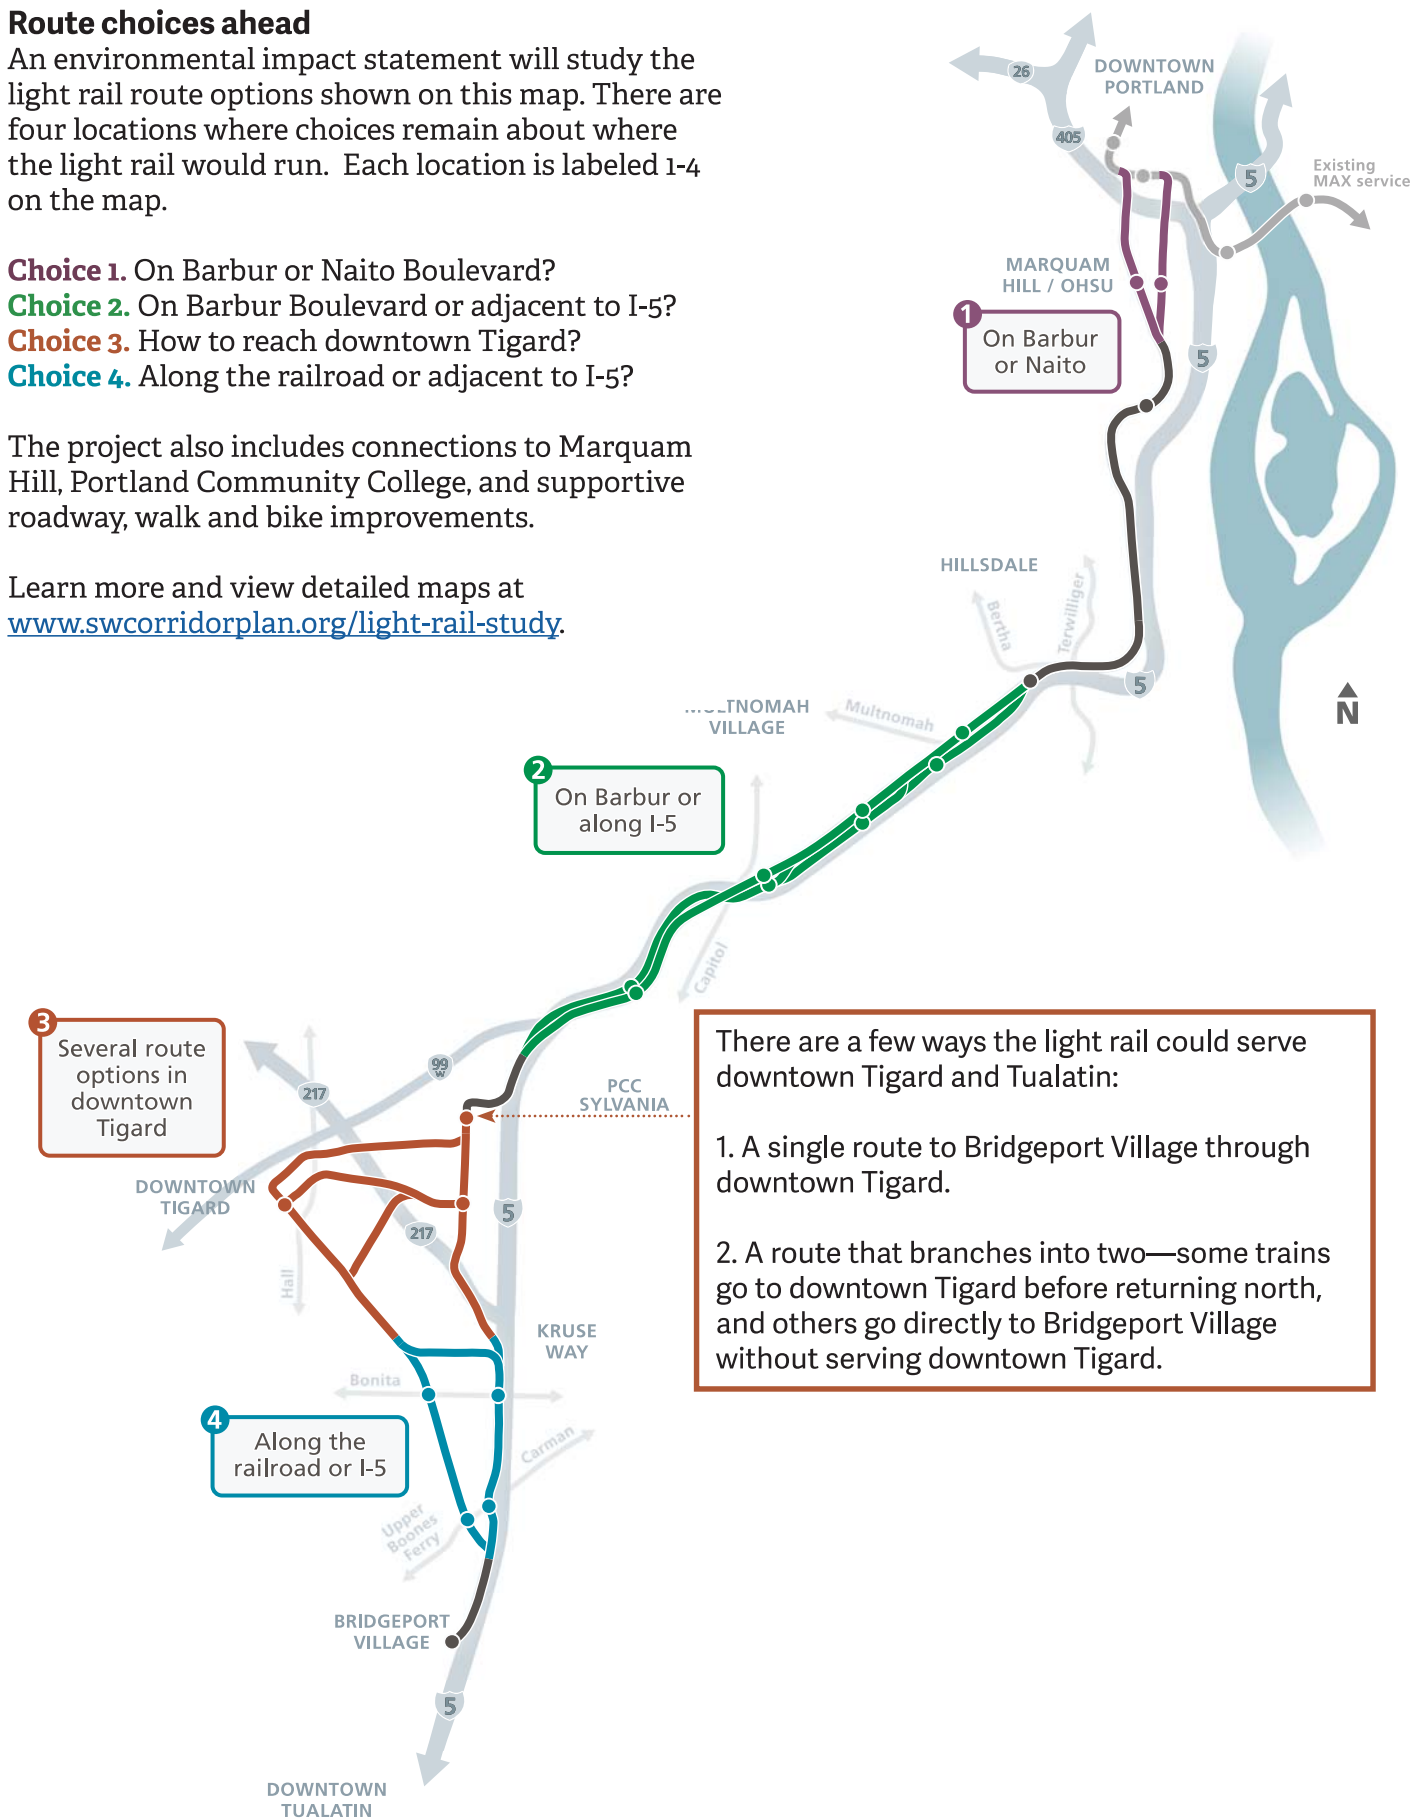 Route choices ahead
An environmental impact statement will study the
light rail route options shown on this map. There are
four locations where choices remain about where
the light rail would run.  Each location is labeled 1-4
on the map.
Choice 1. On Barbur or Naito Boulevard?
Choice 2. On Barbur Boulevard or adjacent to I-5?
Choice 3. How to reach downtown Tigard?
Choice 4. Along the railroad or adjacent to I-5?
The project also includes connections to Marquam
Hill, Portland Community College, and supportive
roadway, walk and bike improvements.
Learn more and view detailed maps at
www.swcorridorplan.org/light-rail-study.
26
DOWNTOWN
PORTLAND
405
Existing
MAX service
5
MARQUAM
HILL / OHSU
1
On Barbur
or Naito
5
HILLSDALE
Bertha
Terwilliger
5
N
VILLAGE
Multnomah
2
On Barbur or
along I-5
Capitol
3
Several route
options in
downtown
Tigard
99
W
217
PCC
SYLVANIA
There are a few ways the light rail could serve
downtown Tigard and Tualatin:
1. A single route to Bridgeport Village through
downtown Tigard.
2. A route that branches into two—some trains
go to downtown Tigard before returning north,
and others go directly to Bridgeport Village
without serving downtown Tigard.
DOWNTOWN
TIGARD
5
217
Hall
KRUSE
WAY
Bonita
4
Along the
railroad or I-5
Carman
Upper
Boones
Ferry
BRIDGEPORT
VILLAGE
5
DOWNTOWN
TUALATIN